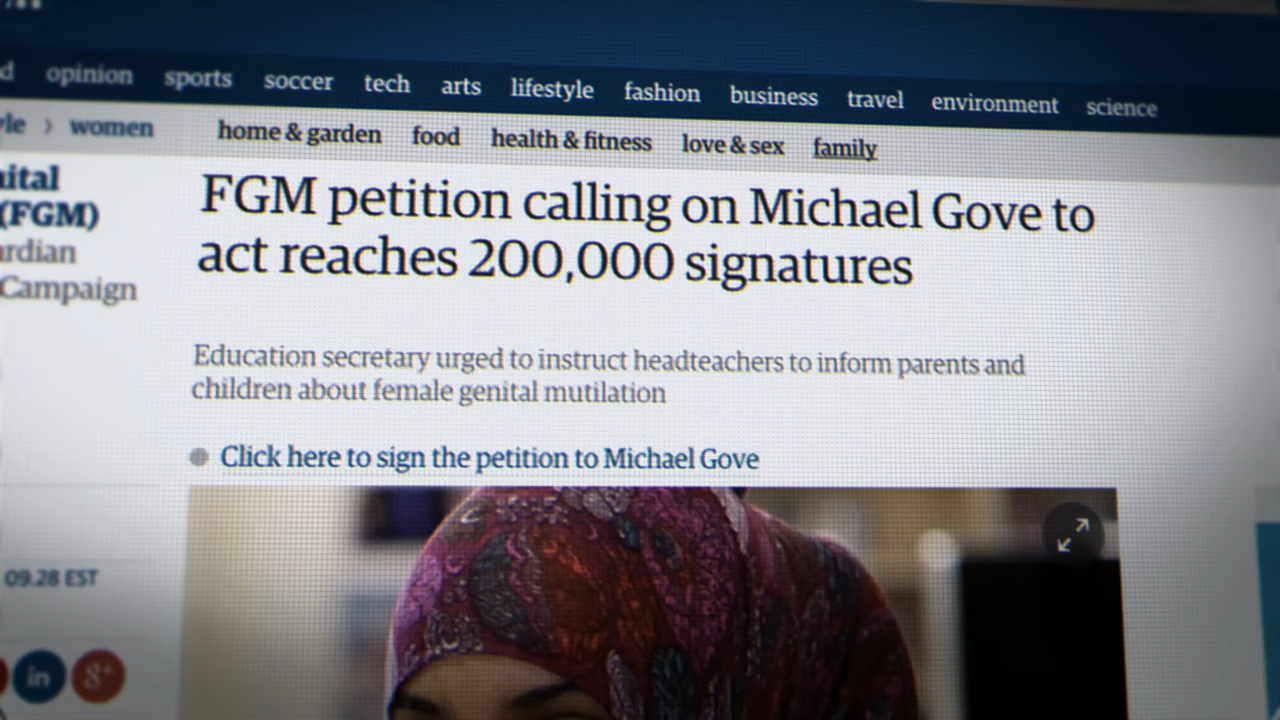 opinion sports soccer tech arts lifestyle fashion business travel environment science
women home & garden food health & fitness love & sex family
(FGM)
Campaign
FGM petition calling on Michael Gove to
act reaches 200,000 signatures
Education secretary urged to instruct headteachers to inform parents and
children about female genital mutilation
Click here to sign the petition to Michael Gove
09.28 EST
in
g+